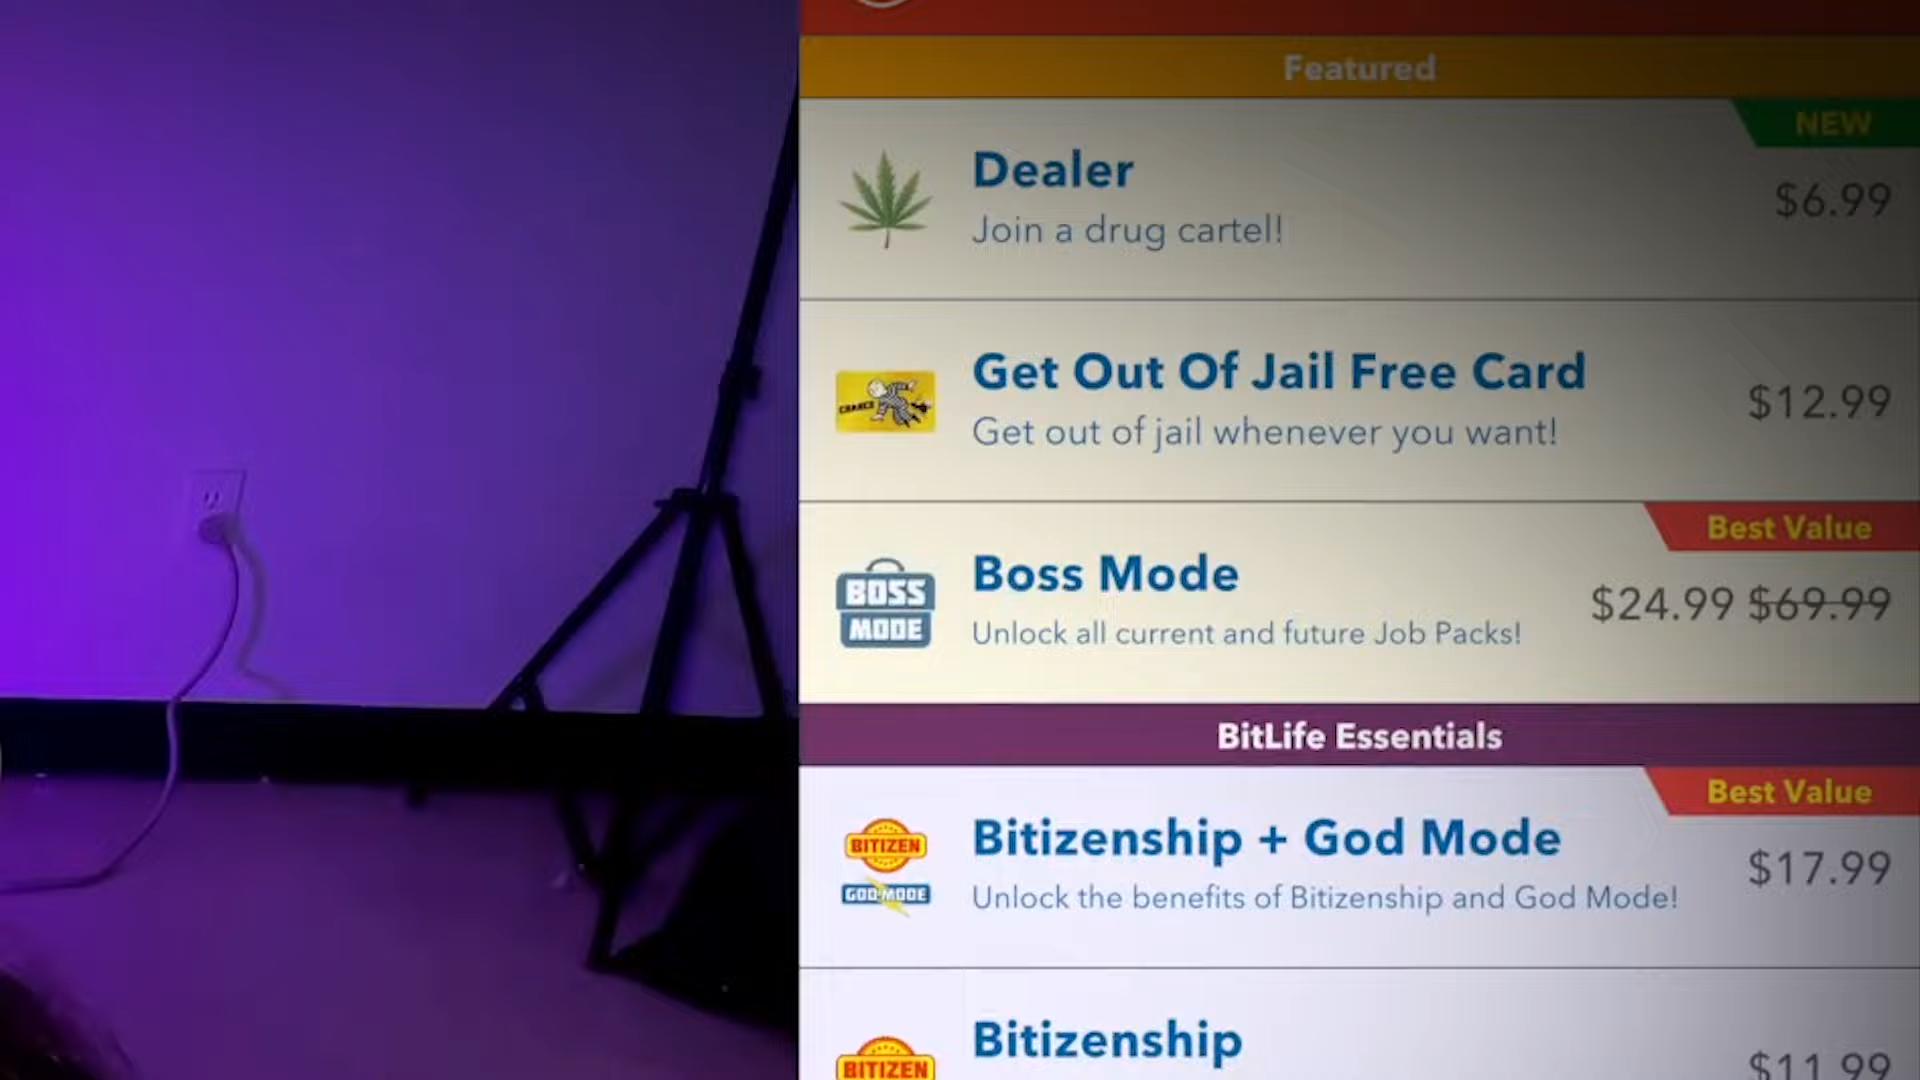 Featured
NEW
Dealer
$6.99
Join a drug cartel!
Get Out Of Jail Free Card
CHANCE
$12.99
Get out of jail whenever you want!
Best Value
Boss Mode
BOSS
MODE
$24.99 $69.99
Unlock all current and future Job Packs!
BitLife Essentials
Best Value
Bitizenship + God Mode
BITIZEN
GOD MODE
$17.99
Unlock the benefits of Bitizenship and God Mode!
Bitizenship
BITIZEN
$11.99